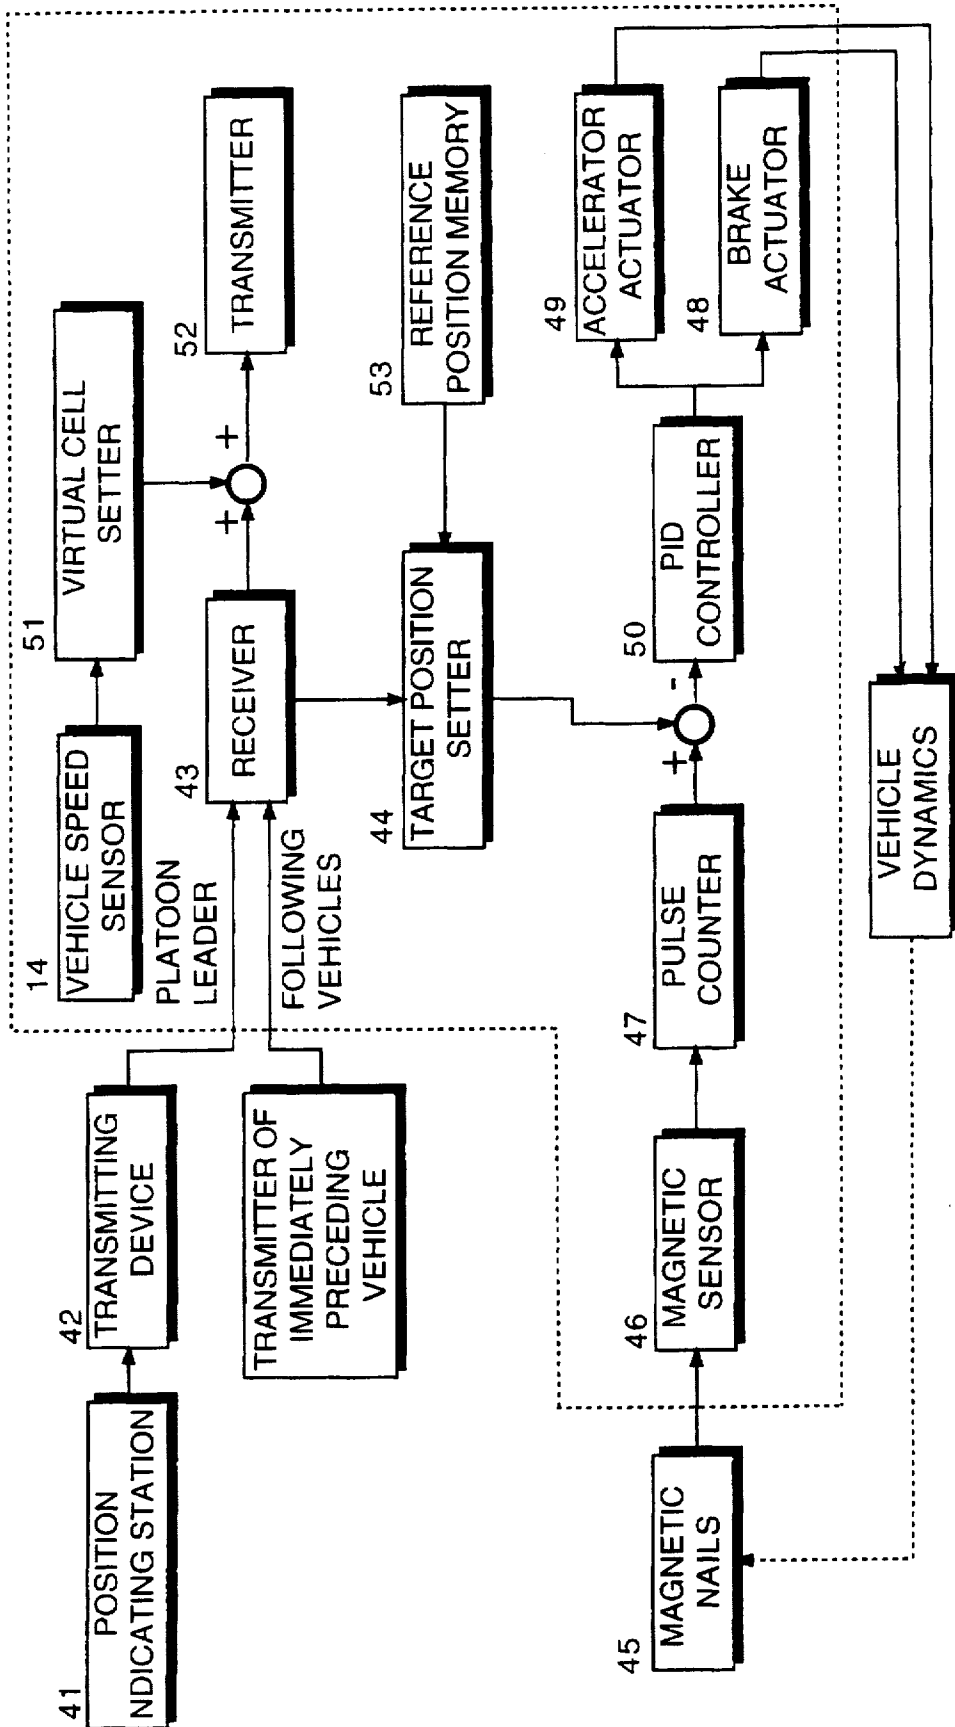 41
POSITION
NDICATING STATION
42
TRANSMITTING
DEVICE
TRANSMITTER OF
IMMEDIATELY
PRECEDING
VEHICLE
14
VEHICLE SPEED
SENSOR
PLATOON
LEADER
FOLLOWING
VEHICLES
51
VIRTUAL CELL
SETTER
43
RECEIVER
+
+
52
TRANSMITTER
44
TARGET POSITION
SETTER
53
REFERENCE
POSITION MEMORY
45
MAGNETIC
NAILS
46
MAGNETIC
SENSOR
47
PULSE
COUNTER
+
-
50
PID
CONTROLLER
49
ACCELERATOR
ACTUATOR
48
BRAKE
ACTUATOR
VEHICLE
DYNAMICS